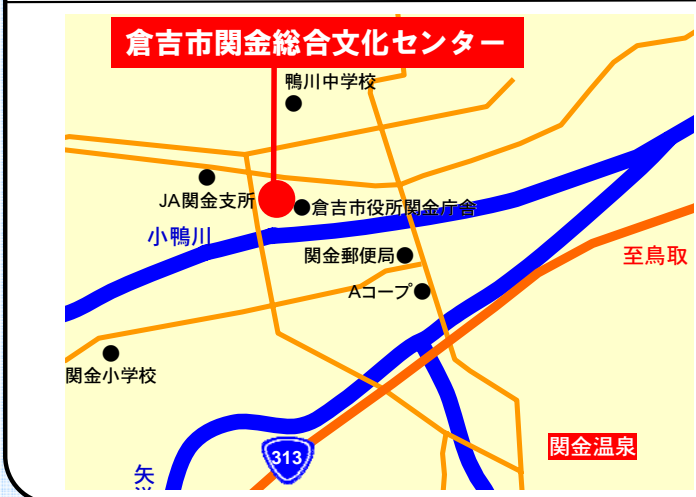 倉吉市関金総合文化センター
鴨川中学校
JA関金支所
倉吉市役所関金庁舎
小鴨川
関金郵便局
至鳥取
Aコープ
関金小学校
関金温泉
313
矢